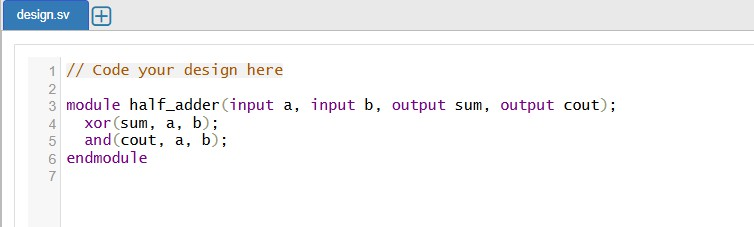 design.sv
1 // Code your design here
2
3 module half_adder(input a, input b, output sum, output cout);
4   xor(sum, a, b);
5   and(cout, a, b);
6 endmodule
7